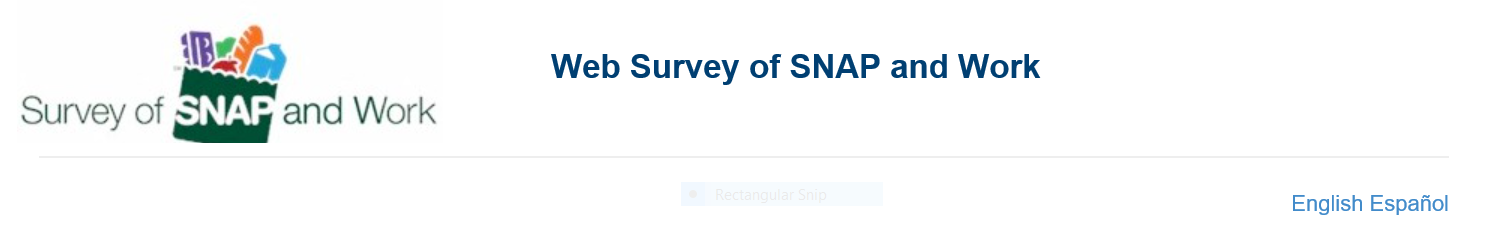 Survey of SNAP and Work
Web Survey of SNAP and Work
Rectangular Snip
English Español